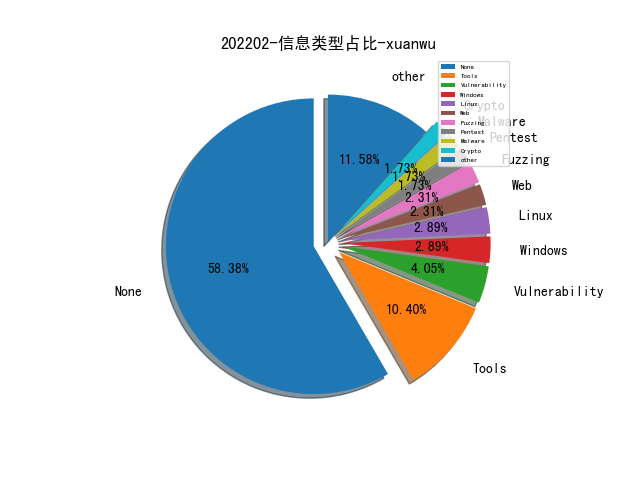 202202-信息类型占比-xuanwu
other
None
Tools
Vulnerability
Windows
Linux
Web
Fuzzing
Pentest
Malware
Crypto
other
Crypto
Malware
Pentest
Fuzzing
Web
Linux
Windows
Vulnerability
Tools
None
11.58%
1.73%
1.73%
1.73%
2.31%
2.31%
2.89%
2.89%
4.05%
10.40%
58.38%